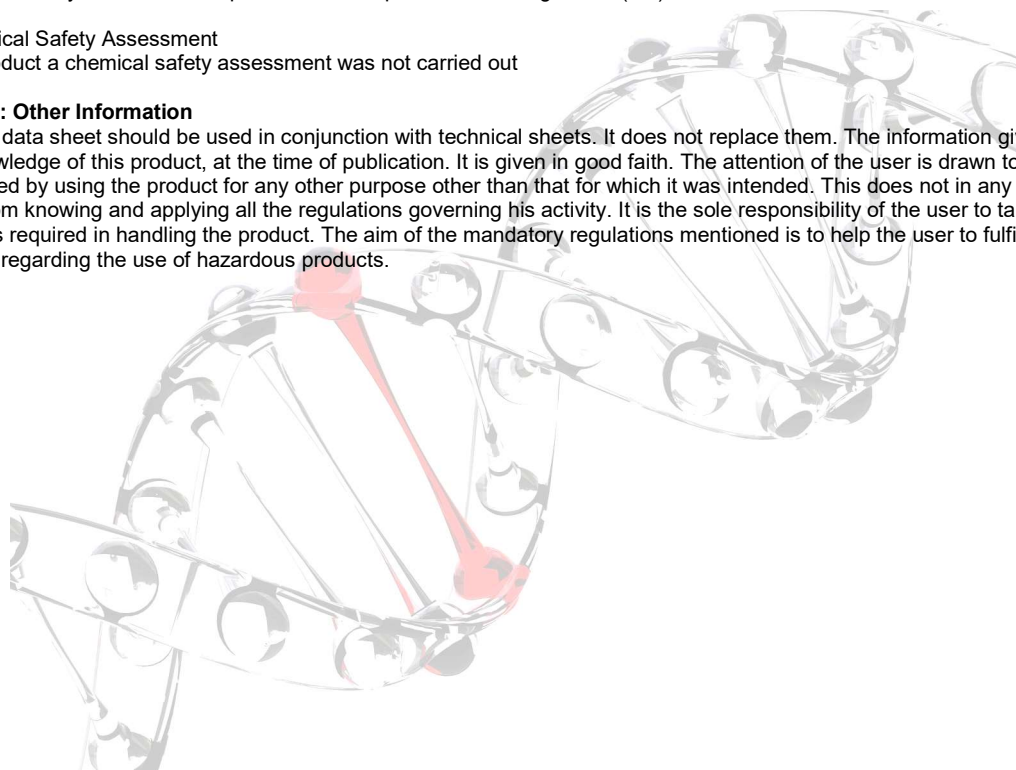 ical Safety Assessment
duct a chemical safety assessment was not carried out
: Other Information
data sheet should be used in conjunction with technical sheets. It does not replace them. The information gi
wledge of this product, at the time of publication. It is given in good faith. The attention of the user is drawn to
ed by using the product for any other purpose other than that for which it was intended. This does not in any
om knowing and applying all the regulations governing his activity. It is the sole responsibility of the user to ta
s required in handling the product. The aim of the mandatory regulations mentioned is to help the user to fulfi
regarding the use of hazardous products.